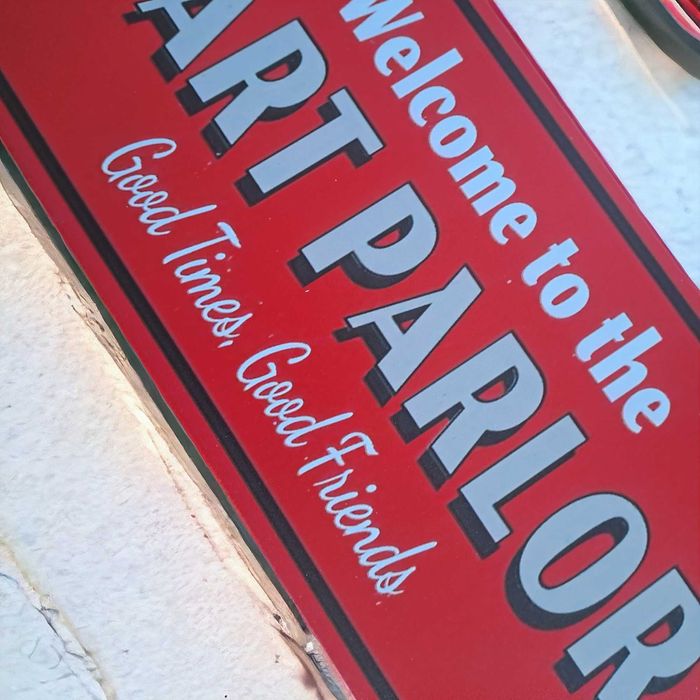 Welcome to the
ART PARLOR
Good Times, Good Friends